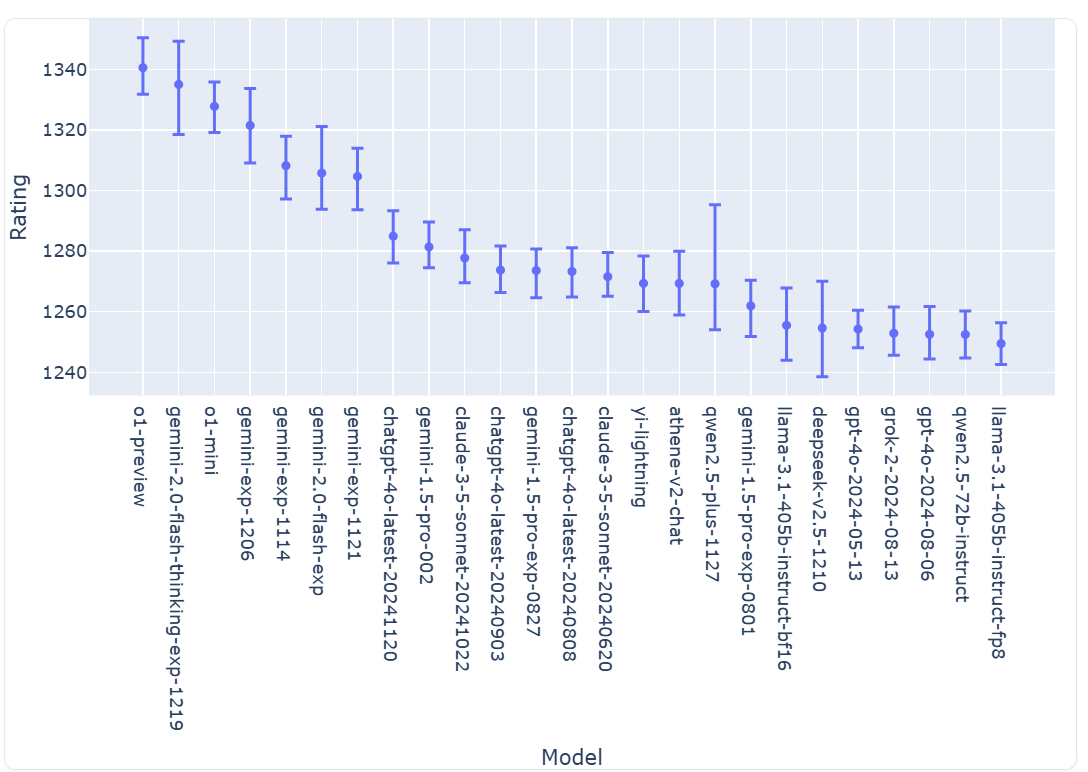 1340
1320
1300
1280
1260
1240
Rating
o1-preview
gemini-2.0-flash-thinking-exp-1219
o1-mini
gemini-exp-1206
gemini-exp-1114
gemini-2.0-flash-exp
gemini-exp-1121
chatgpt-4o-latest-20241120
gemini-1.5-pro-002
claude-3-5-sonnet-20241022
chatgpt-4o-latest-20240903
gemini-1.5-pro-exp-0827
chatgpt-4o-latest-20240808
claude-3-5-sonnet-20240620
yi-lightning
athene-v2-chat
qwen2.5-plus-1127
gemini-1.5-pro-exp-0801
llama-3.1-405b-instruct-bf16
deepseek-v2.5-1210
gpt-4o-2024-05-13
grok-2-2024-08-13
gpt-4o-2024-08-06
qwen2.5-72b-instruct
llama-3.1-405b-instruct-fp8
Model